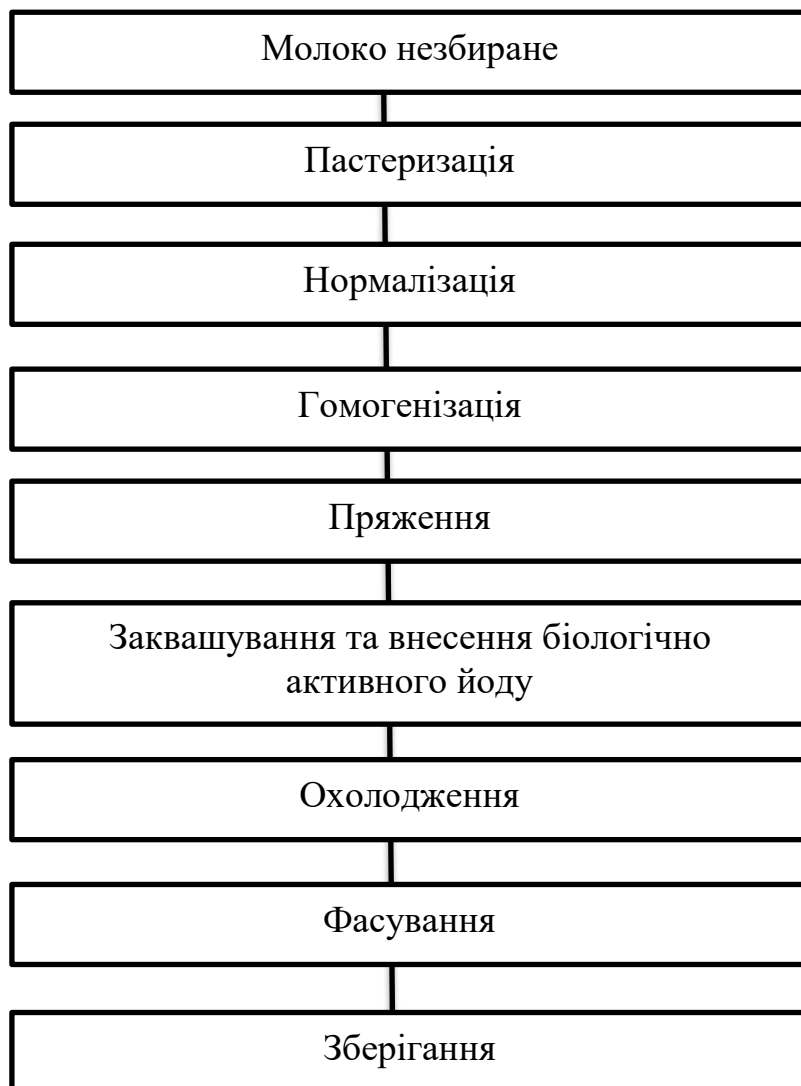 Молоко незбиране
Пастеризація
Нормалізація
Гомогенізація
Пряження
Заквашування та внесення біологічно
активного йоду
Охолодження
Фасування
Зберігання